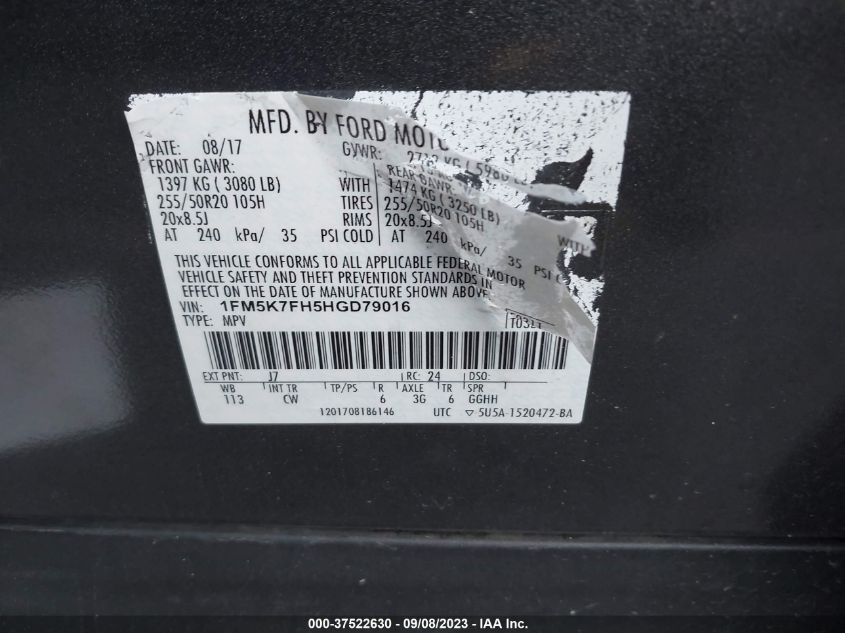 MFD. BY FORD MOTO
DATE: 08/17 GVWR: KG
FRONT GAWR: REAR GAWR:
1397 KG ( 3080 LB) WITH 1474 KG ( 3250 LB)
255/50R20 105H TIRES 255/50R20 105H
20x8.5J RIMS 20x8.5J WITH
AT 240 kPa/ 35 PSI COLD AT 240 kPa/ 35 PSI C
THIS VEHICLE CONFORMS TO ALL APPLICABLE FEDERAL MOTOR
VEHICLE SAFETY AND THEFT PREVENTION STANDARDS IN
EFFECT ON THE DATE OF MANUFACTURE SHOWN ABOVE.
VIN: 1FM5K7FH5HGD79016
TYPE: MPV
EXT PNT: J7 RC: 24 DSO:
WB INT TR TP/PS R AXLE TR SPR
113 CW 6 3G 6 GGHH
1201708186146 UTC ▽ 5U5A-1520472-BA
000-37522630 - 09/08/2023 - IAA Inc.